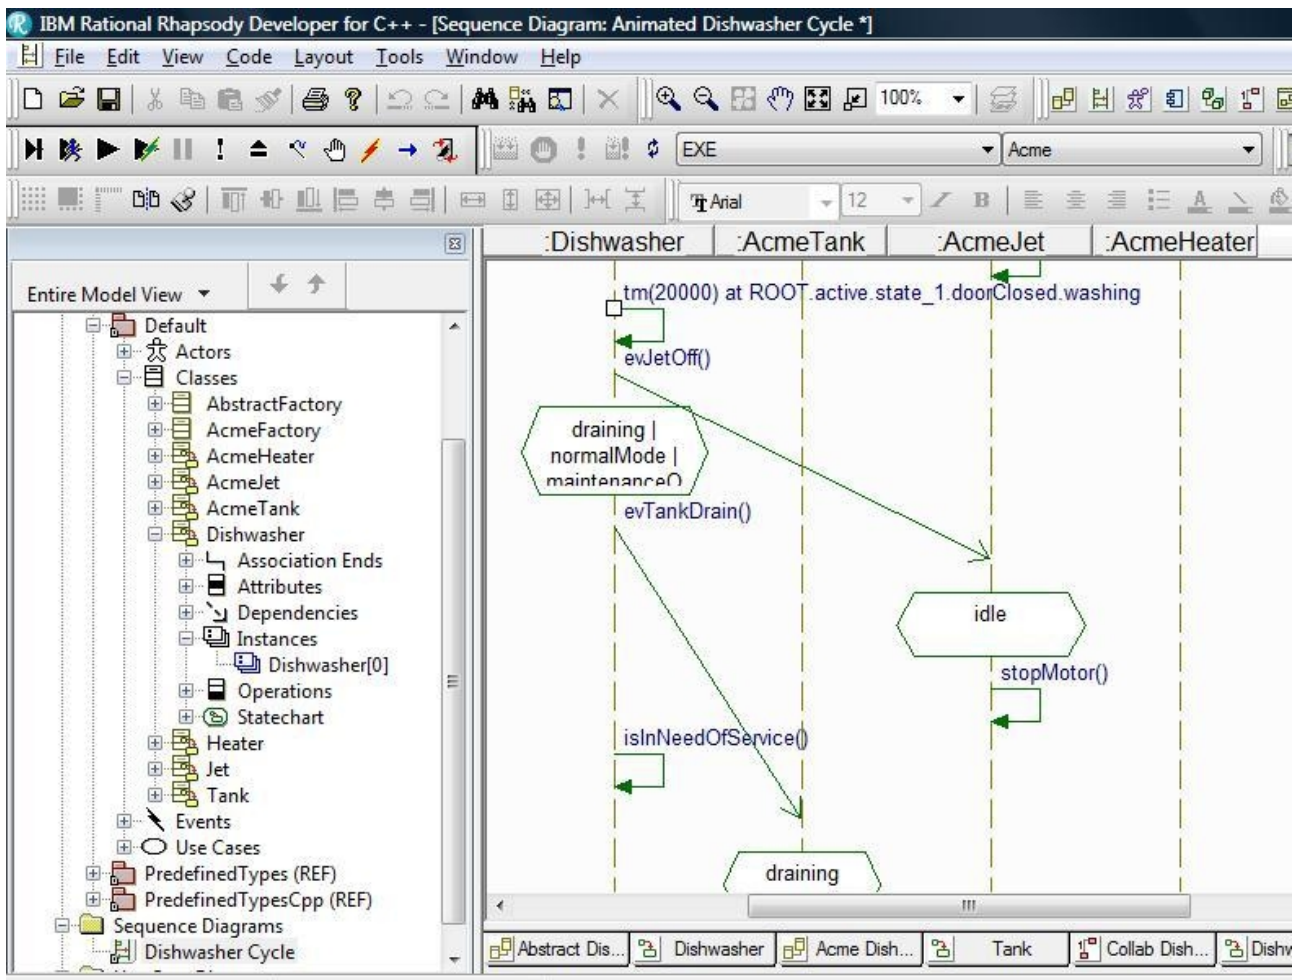 IBM Rational Rhapsody Developer for C++ - [Sequence Diagram: Animated Dishwasher Cycle *]
File Edit View Code Layout Tools Window Help
100%
EXE Acme
Arial 12
:Dishwasher :AcmeTank :AcmeJet :AcmeHeater
Entire Model View
Default
Actors
Classes
AbstractFactory
AcmeFactory
AcmeHeater
AcmeJet
AcmeTank
Dishwasher
Association Ends
Attributes
Dependencies
Instances
Dishwasher[0]
Operations
Statechart
Heater
Jet
Tank
Events
Use Cases
PredefinedTypes (REF)
PredefinedTypesCpp (REF)
Sequence Diagrams
Dishwasher Cycle
tm(20000) at ROOT.active.state_1.doorClosed.washing
evJetOff()
draining |
normalMode |
maintenanceO
evTankDrain()
idle
stopMotor()
isInNeedOfService()
draining
Abstract Dis... Dishwasher Acme Dish... Tank Collab Dish... Dishw